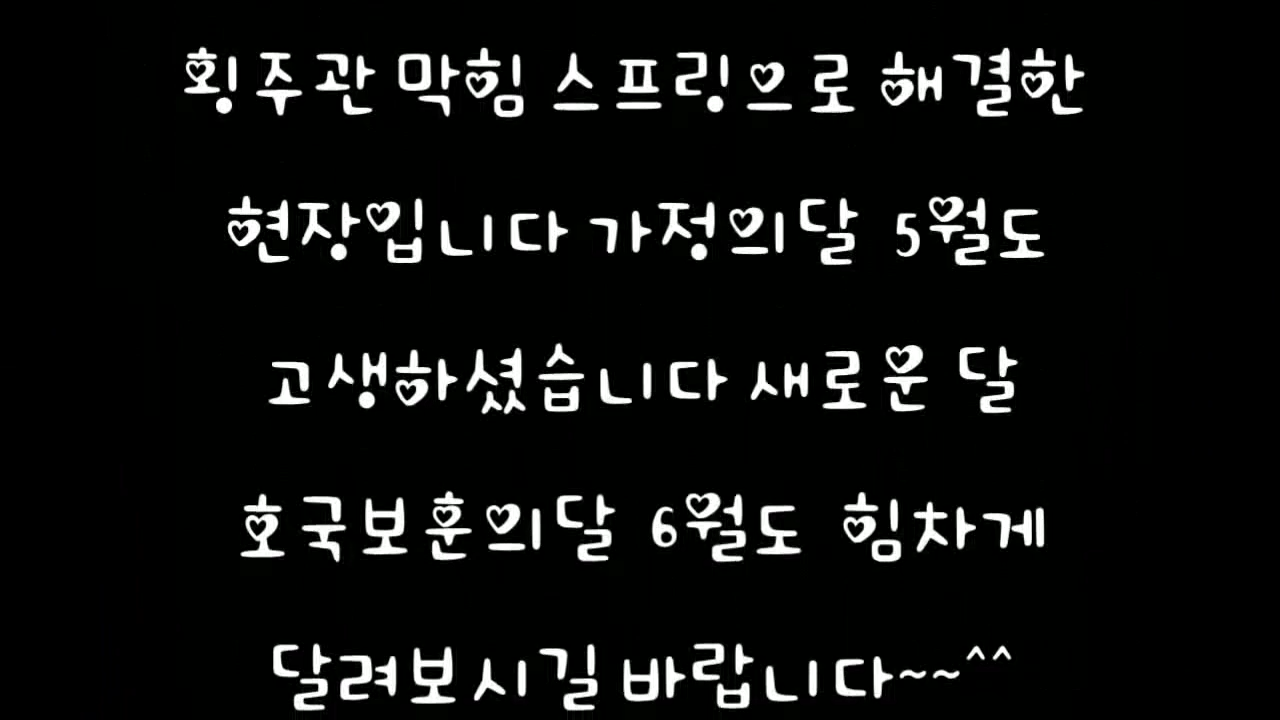 횡주관 막힘 스프링으로 해결한
현장입니다 가정의달 5월도
고생하셨습니다 새로운 달
호국보훈의달 6월도 힘차게
달려보시길 바랍니다~~^^